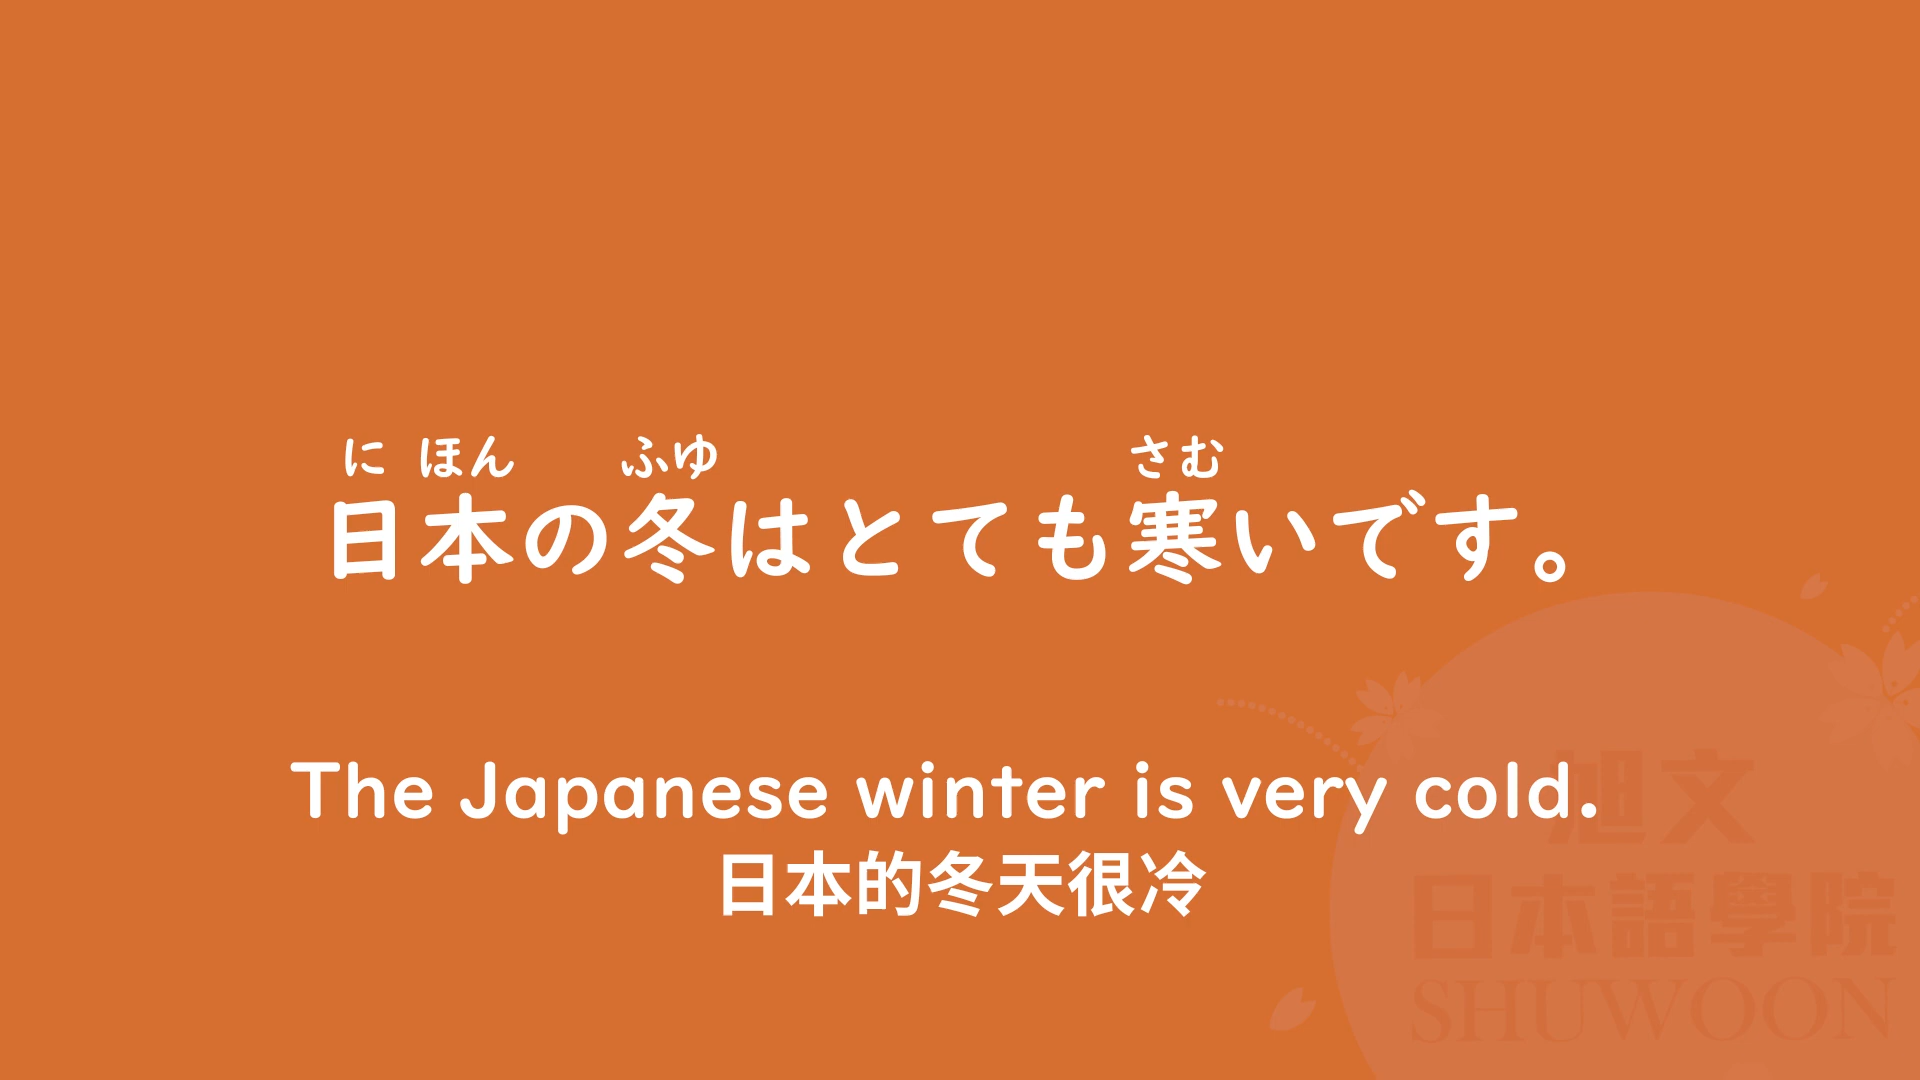 に ほん ふゆ さむ
日本の冬はとても寒いです。
The Japanese winter is very cold.
日本的冬天很冷
旭文
日本語學院
SHUWOON